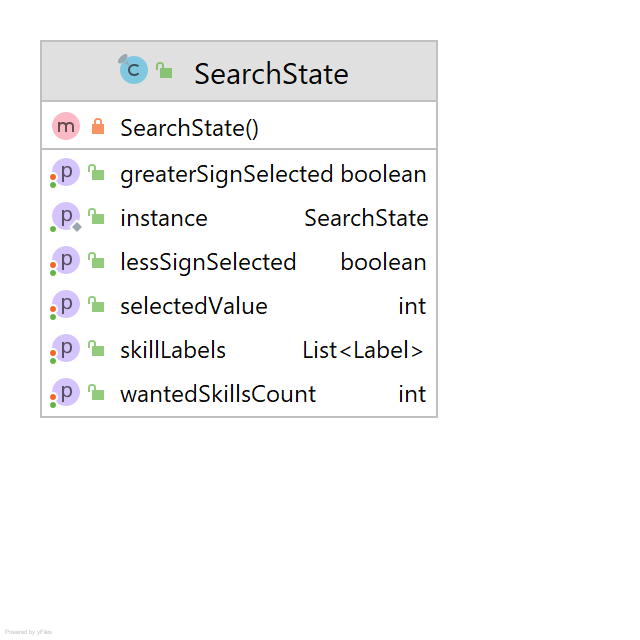 c SearchState
m SearchState()
p greaterSignSelected boolean
p instance SearchState
p lessSignSelected boolean
p selectedValue int
p skillLabels List<Label>
p wantedSkillsCount int
Powered by yFiles